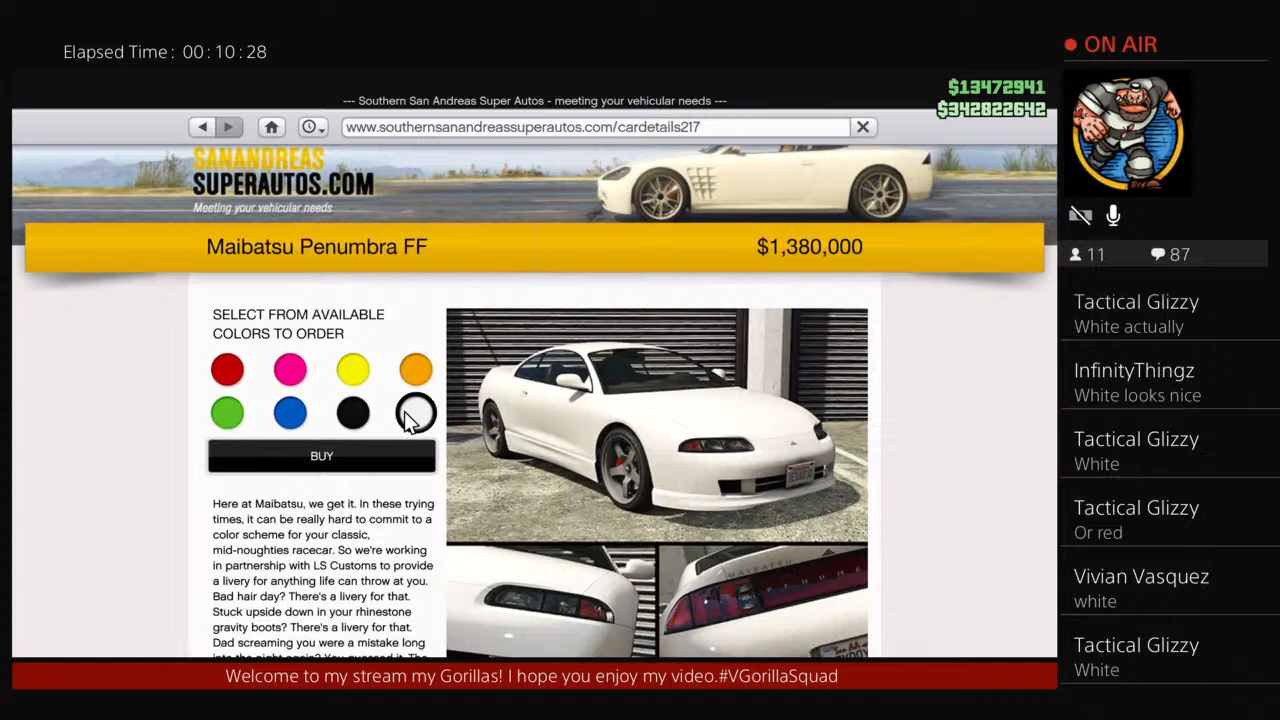 Elapsed Time: 00:10:28
ON AIR
$13472941
$342822642
--- Southern San Andreas Super Autos - meeting your vehicular needs ---
www.southernsanandreassuperautos.com/cardetails217
SANANDREAS
SUPERAUTOS.COM
Meeting your vehicular needs
Maibatsu Penumbra FF
$1,380,000
11
87
SELECT FROM AVAILABLE
COLORS TO ORDER
BUY
Here at Maibatsu, we get it. In these trying
times, it can be really hard to commit to a
color scheme for your classic,
mid-noughties racecar. So we're working
in partnership with LS Customs to provide
a livery for anything life can throw at you.
Bad hair day? There's a livery for that.
Stuck upside down in your rhinestone
gravity boots? There's a livery for that.
Dad screaming you were a mistake long
Tactical Glizzy
White actually
InfinityThingz
White looks nice
Tactical Glizzy
White
Tactical Glizzy
Or red
Vivian Vasquez
white
Tactical Glizzy
White
Welcome to my stream my Gorillas! I hope you enjoy my video.#VGorillaSquad